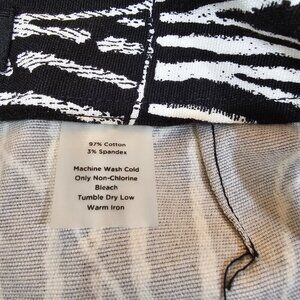 97% Cotton
3% Spandex
Machine Wash Cold
Only Non-Chlorine
Bleach
Tumble Dry Low
Warm Iron